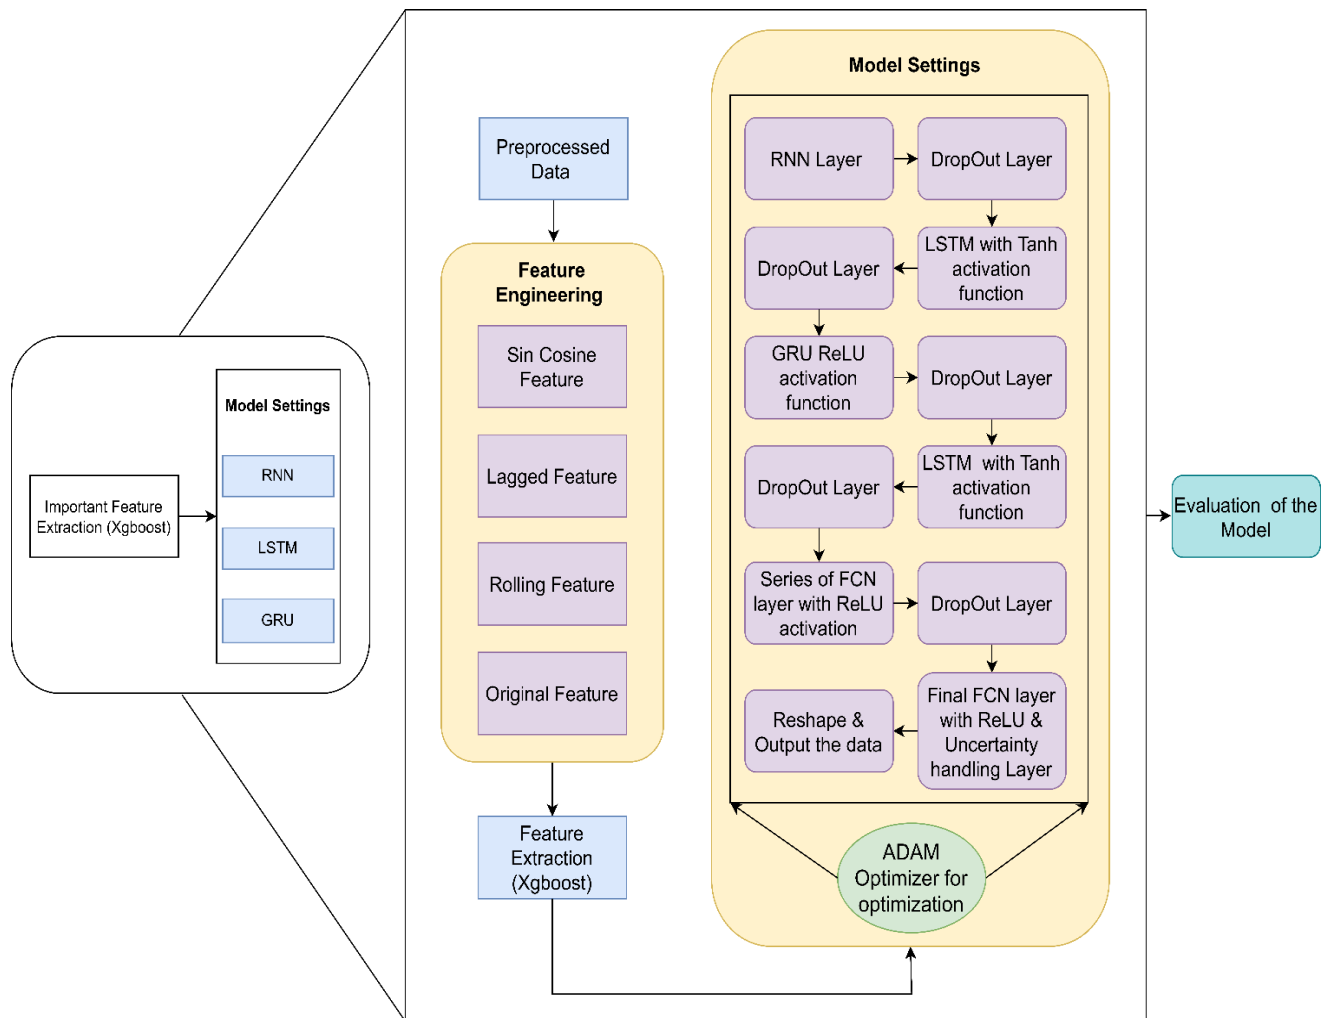 Important Feature
Extraction (Xgboost)
Model Settings
RNN
LSTM
GRU
Preprocessed
Data
Feature
Engineering
Sin Cosine
Feature
Lagged Feature
Rolling Feature
Original Feature
Feature
Extraction
(Xgboost)
Model Settings
RNN Layer
DropOut Layer
LSTM with Tanh
activation
function
DropOut Layer
GRU ReLU
activation
function
DropOut Layer
LSTM with Tanh
activation
function
DropOut Layer
Series of FCN
layer with ReLU
activation
DropOut Layer
Final FCN layer
with ReLU &
Uncertainty
handling Layer
Reshape &
Output the data
ADAM
Optimizer for
optimization
Evaluation of the
Model